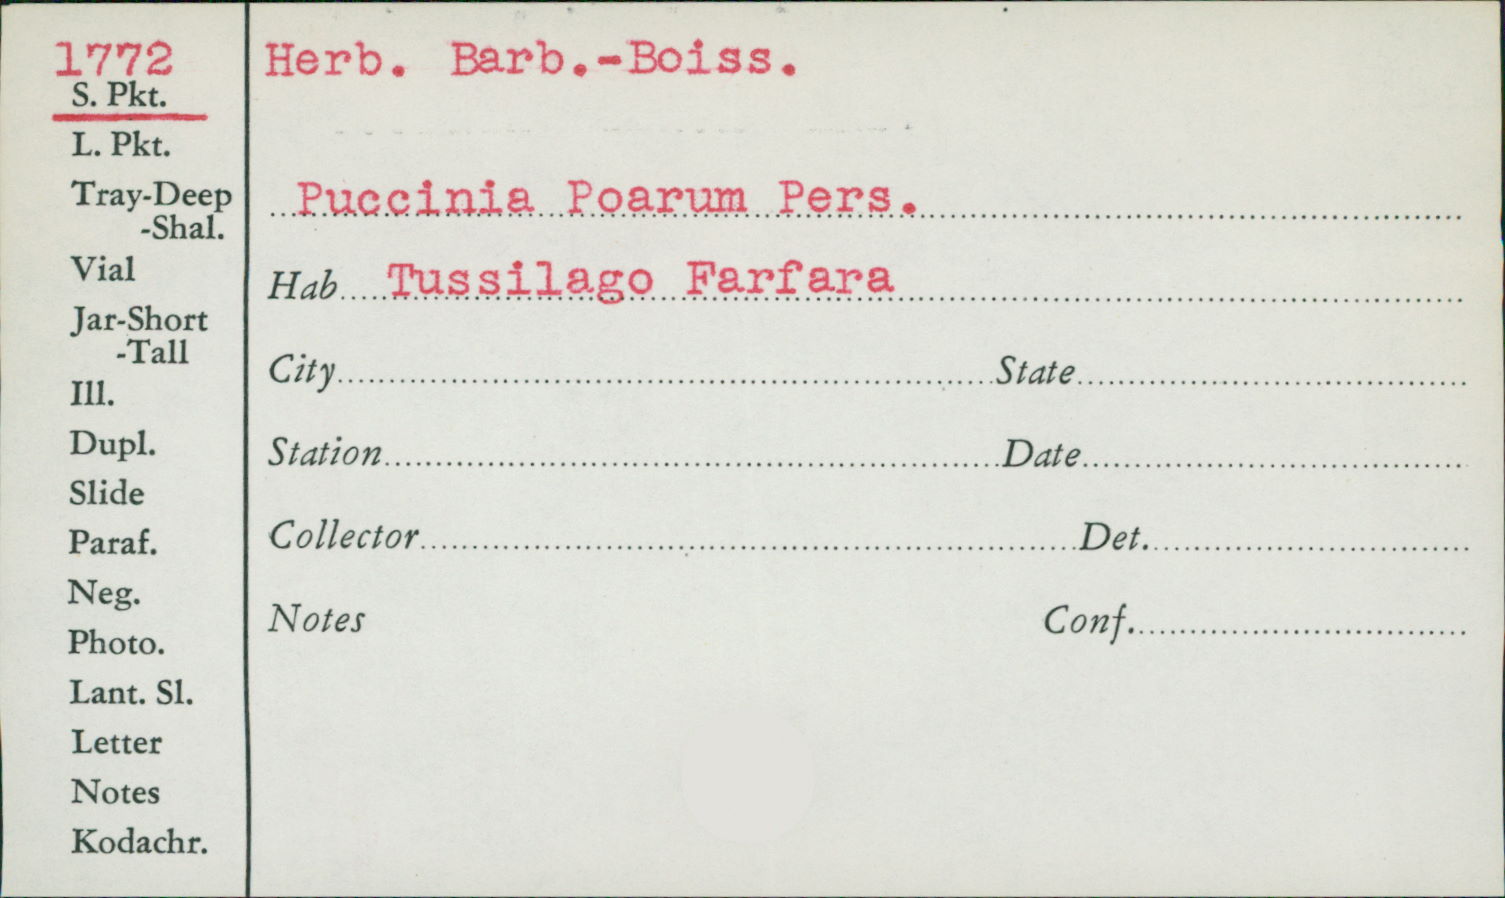 1772
S. Pkt.
L. Pkt.
Tray-Deep
-Shal.
Vial
Jar-Short
-Tall
Ill.
Dupl.
Slide
Paraf.
Neg.
Photo.
Lant. Sl.
Letter
Notes
Kodachr.
Herb. Barb.-Boiss.
Puccinia Poarum Pers.
Hab Tussilago Farfara
City State
Station Date
Collector Det.
Notes Conf.